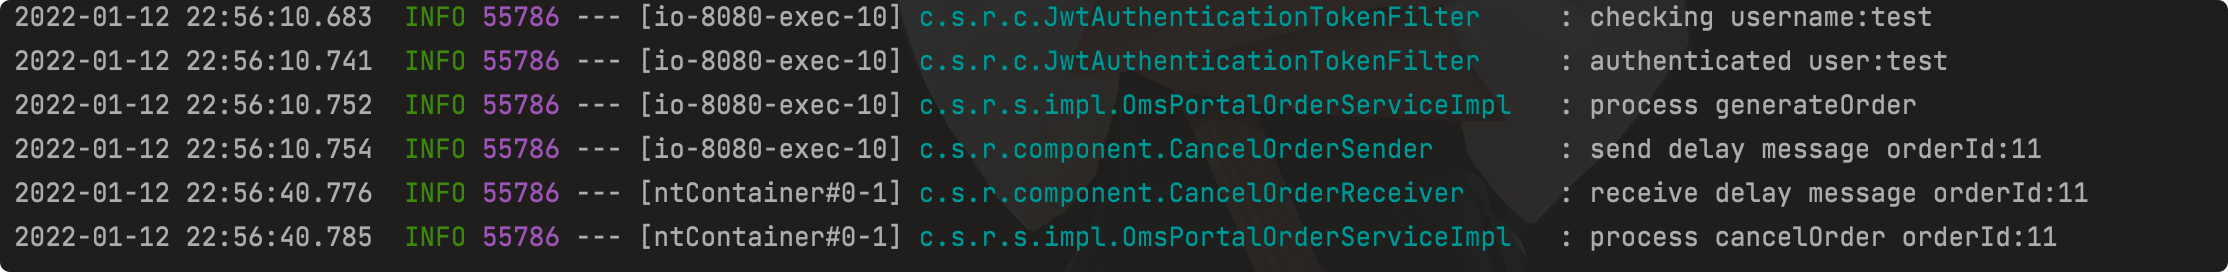 2022-01-12 22:56:10.683  INFO 55786 --- [io-8080-exec-10] c.s.r.c.JwtAuthenticationTokenFilter     : checking username:test
2022-01-12 22:56:10.741  INFO 55786 --- [io-8080-exec-10] c.s.r.c.JwtAuthenticationTokenFilter     : authenticated user:test
2022-01-12 22:56:10.752  INFO 55786 --- [io-8080-exec-10] c.s.r.s.impl.OmsPortalOrderServiceImpl   : process generateOrder
2022-01-12 22:56:10.754  INFO 55786 --- [io-8080-exec-10] c.s.r.component.CancelOrderSender        : send delay message orderId:11
2022-01-12 22:56:40.776  INFO 55786 --- [ntContainer#0-1] c.s.r.component.CancelOrderReceiver      : receive delay message orderId:11
2022-01-12 22:56:40.785  INFO 55786 --- [ntContainer#0-1] c.s.r.s.impl.OmsPortalOrderServiceImpl   : process cancelOrder orderId:11